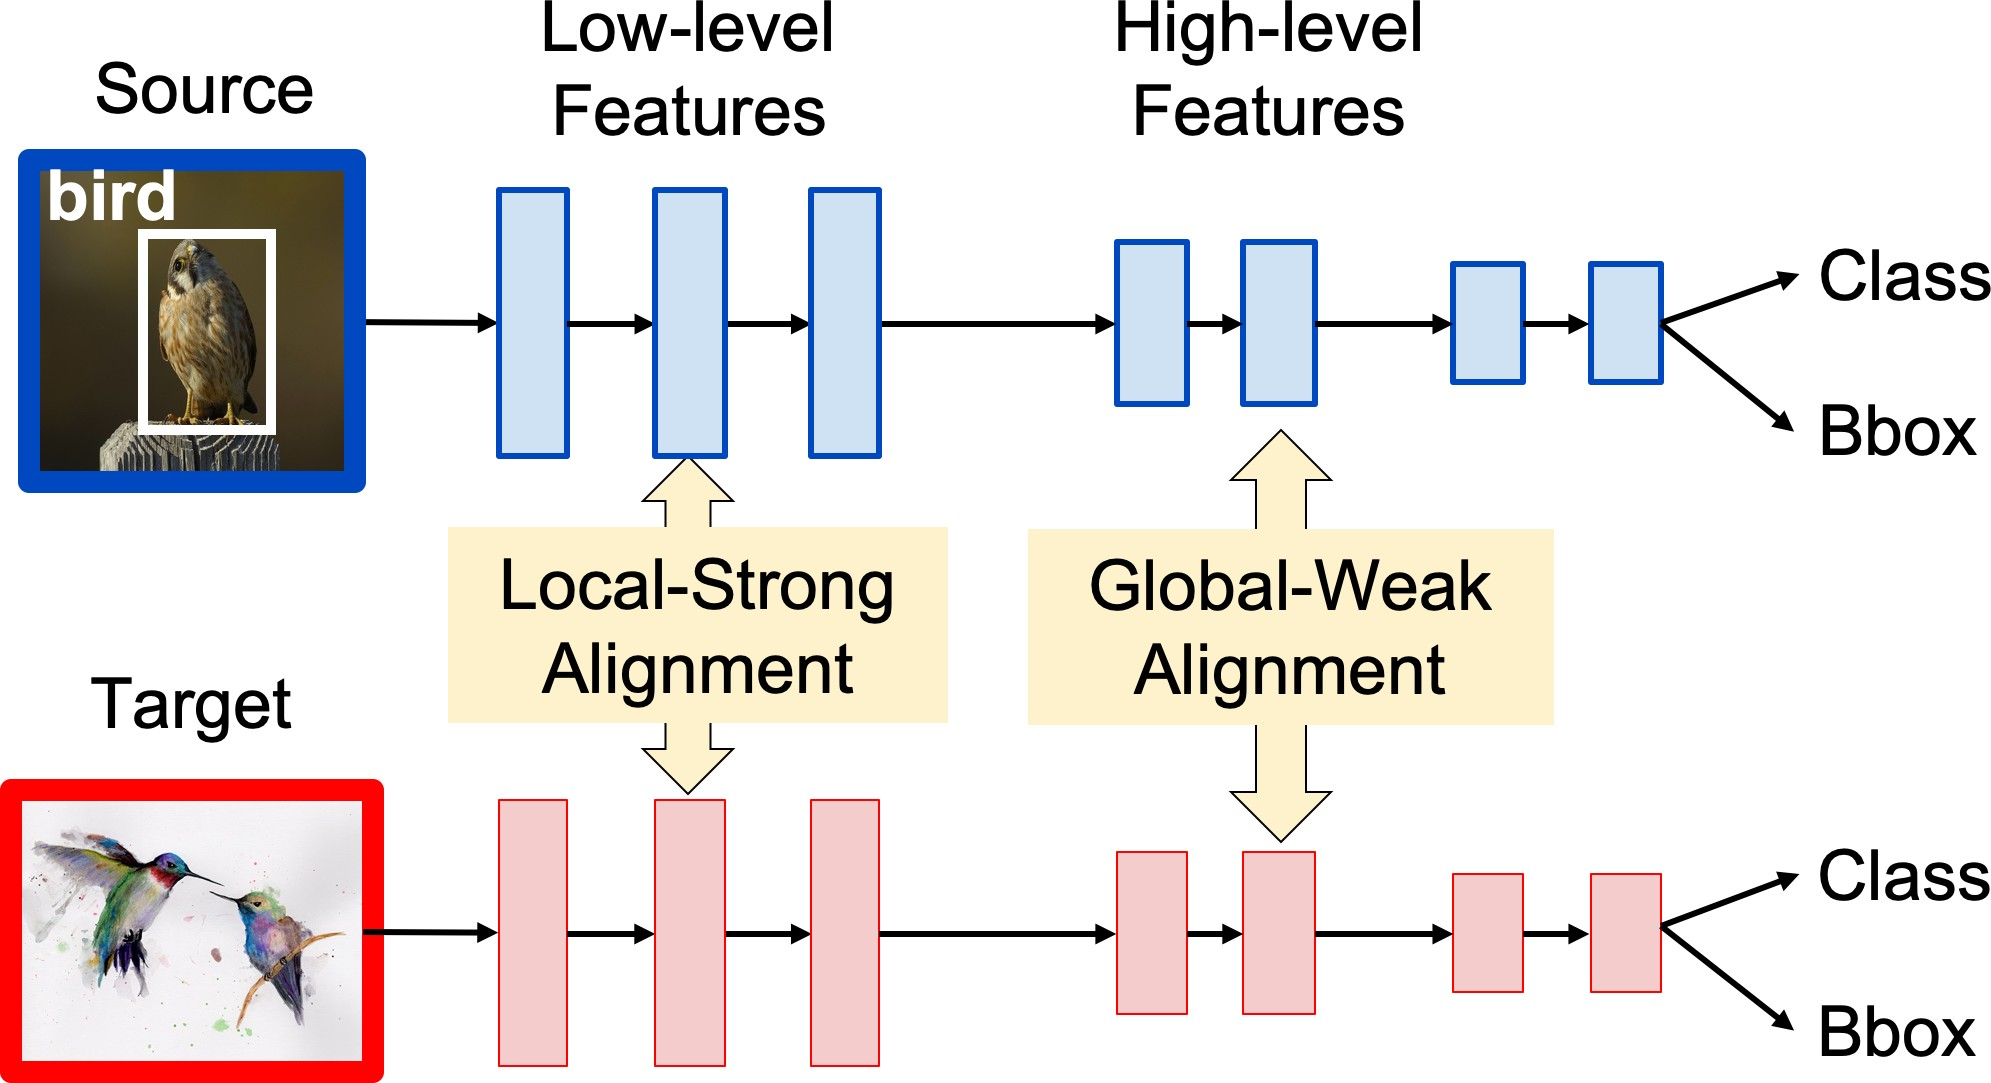 Source
Low-level
Features
High-level
Features
bird
Class
Bbox
Local-Strong
Alignment
Global-Weak
Alignment
Target
Class
Bbox